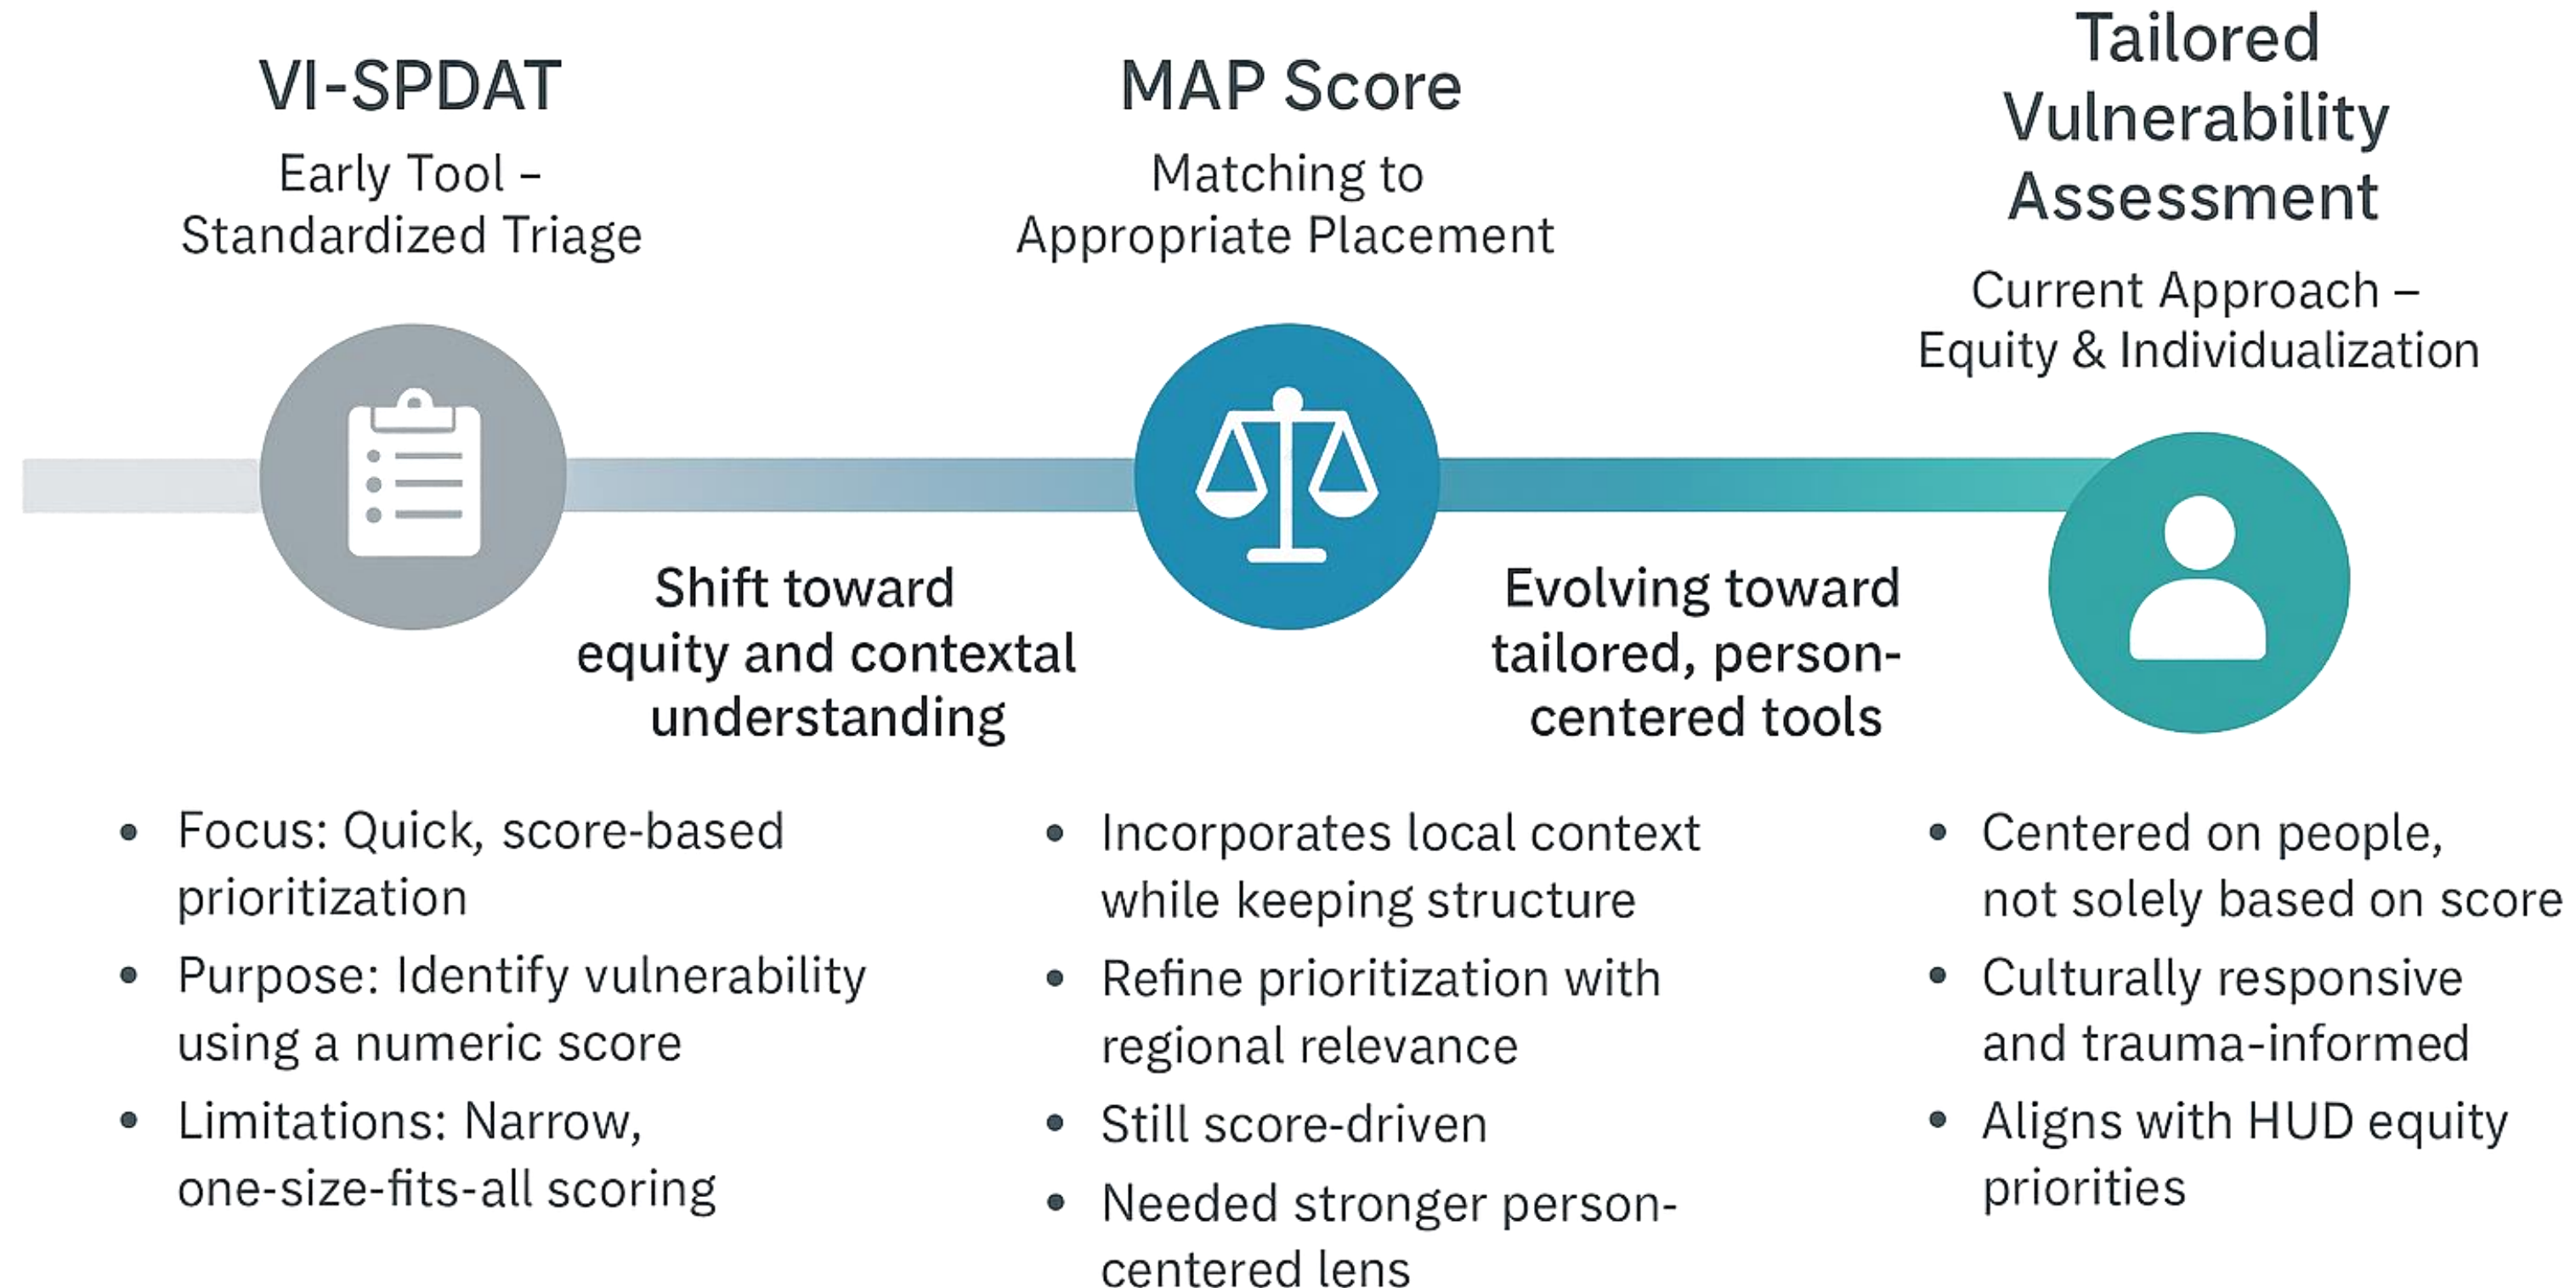 VI-SPDAT
Early Tool –
Standardized Triage
MAP Score
Matching to
Appropriate Placement
Tailored
Vulnerability
Assessment
Current Approach –
Equity & Individualization
Shift toward
equity and contextal
understanding
Evolving toward
tailored, person-
centered tools
• Focus: Quick, score-based
prioritization
• Purpose: Identify vulnerability
using a numeric score
• Limitations: Narrow,
one-size-fits-all scoring
• Incorporates local context
while keeping structure
• Refine prioritization with
regional relevance
• Still score-driven
• Needed stronger person-
centered lens
• Centered on people,
not solely based on score
• Culturally responsive
and trauma-informed
• Aligns with HUD equity
priorities